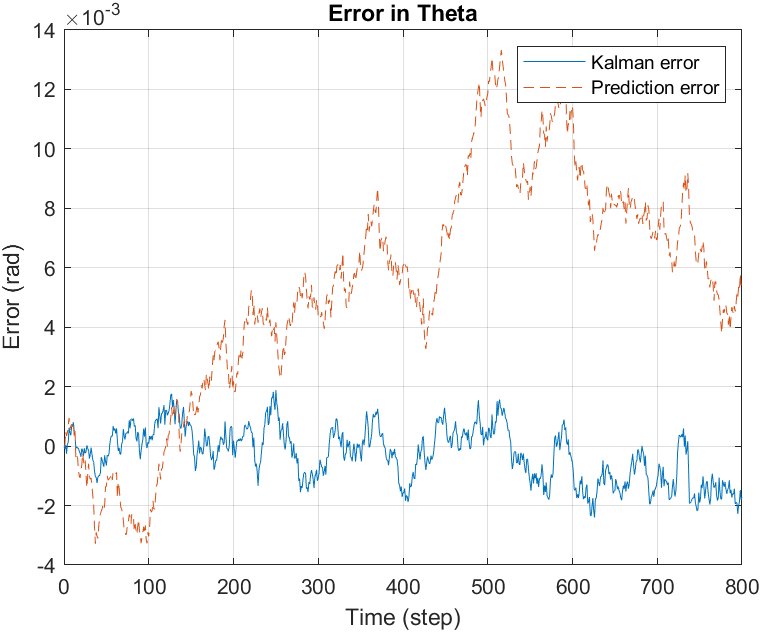 Error in Theta
×10⁻³
14
12
10
8
6
4
2
0
-2
-4
Error (rad)
Kalman error
Prediction error
0 100 200 300 400 500 600 700 800
Time (step)